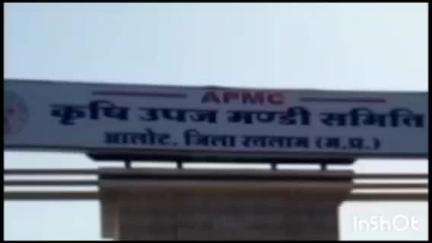 APMC
कृषि उपज मण्डी समिति
आलोट, जिला रतलाम (म.प्र.)
InShOt